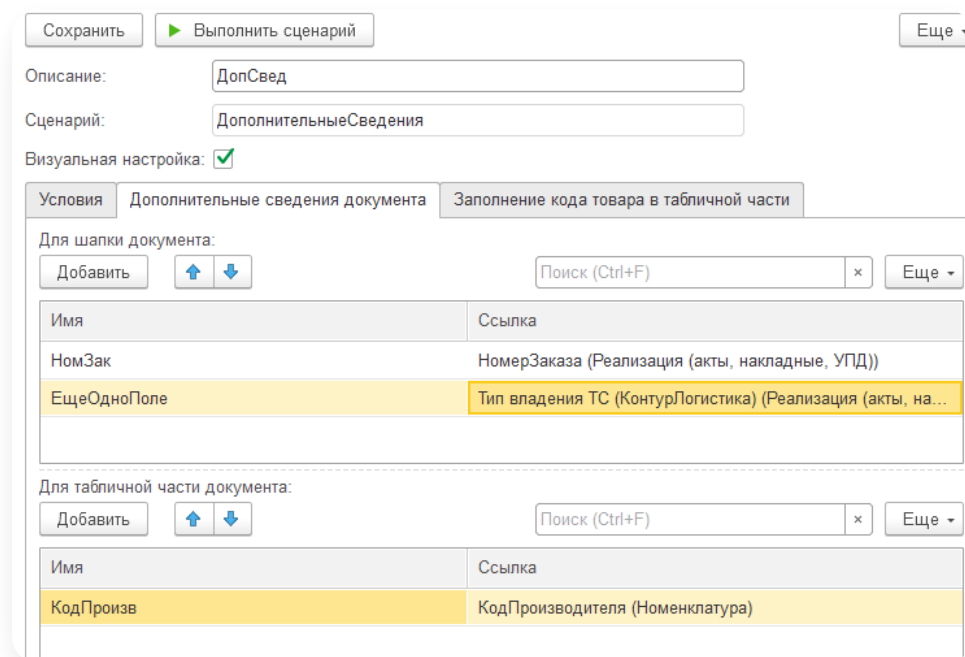 Сохранить Выполнить сценарий Еще
Описание: ДопСвед
Сценарий: ДополнительныеСведения
Визуальная настройка:
Условия Дополнительные сведения документа Заполнение кода товара в табличной части
Для шапки документа:
Добавить Поиск (Ctrl+F) × Еще
Имя Ссылка
НомЗак НомерЗаказа (Реализация (акты, накладные, УПД))
ЕщеОдноПоле Тип владения ТС (КонтурЛогистика) (Реализация (акты, на...
Для табличной части документа:
Добавить Поиск (Ctrl+F) × Еще
Имя Ссылка
КодПроизв КодПроизводителя (Номенклатура)